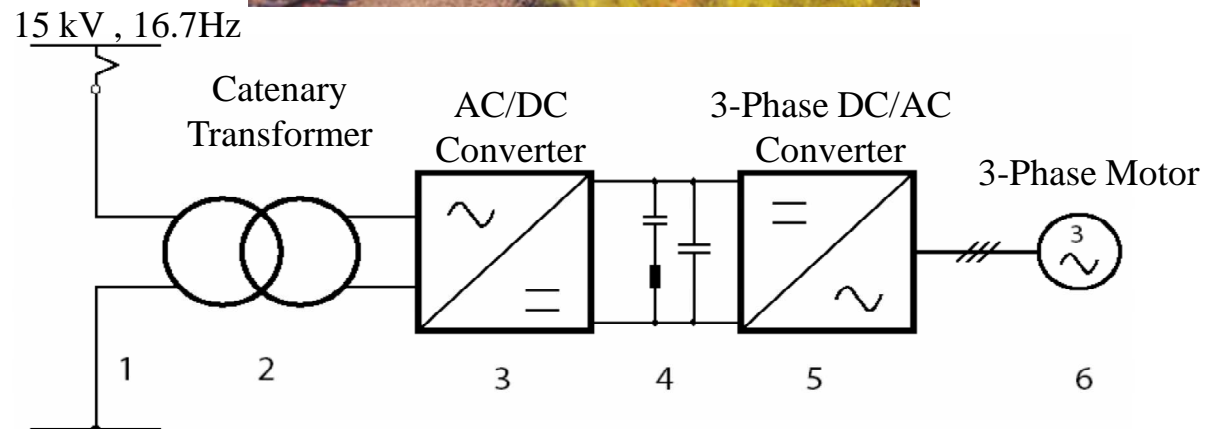 15 kV , 16.7Hz
Catenary
Transformer
AC/DC
Converter
3-Phase DC/AC
Converter
3-Phase Motor
3
1
2
3
4
5
6